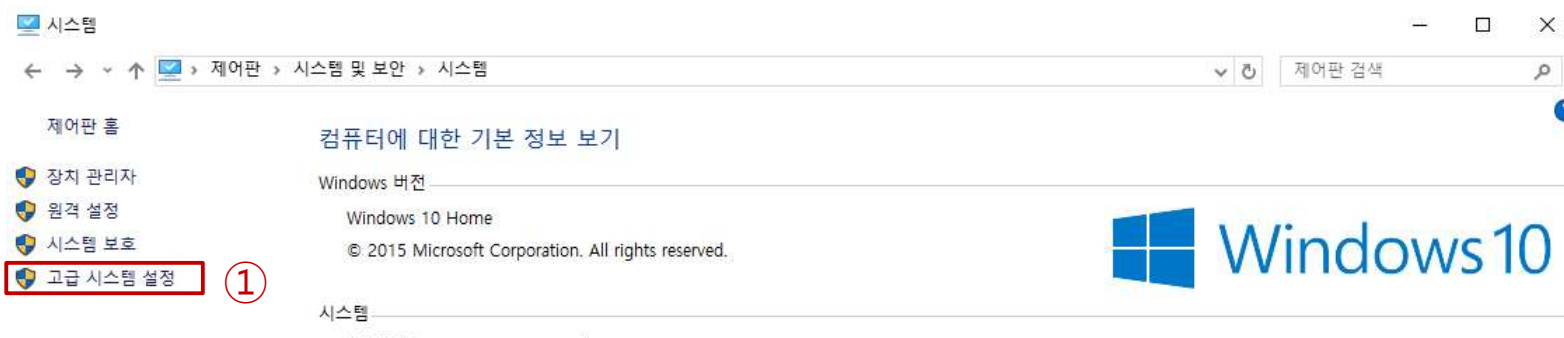 시스템
제어판 › 시스템 및 보안 › 시스템
제어판 검색
제어판 홈
컴퓨터에 대한 기본 정보 보기
장치 관리자
Windows 버전
원격 설정
Windows 10 Home
시스템 보호
© 2015 Microsoft Corporation. All rights reserved.
Windows 10
고급 시스템 설정
①
시스템